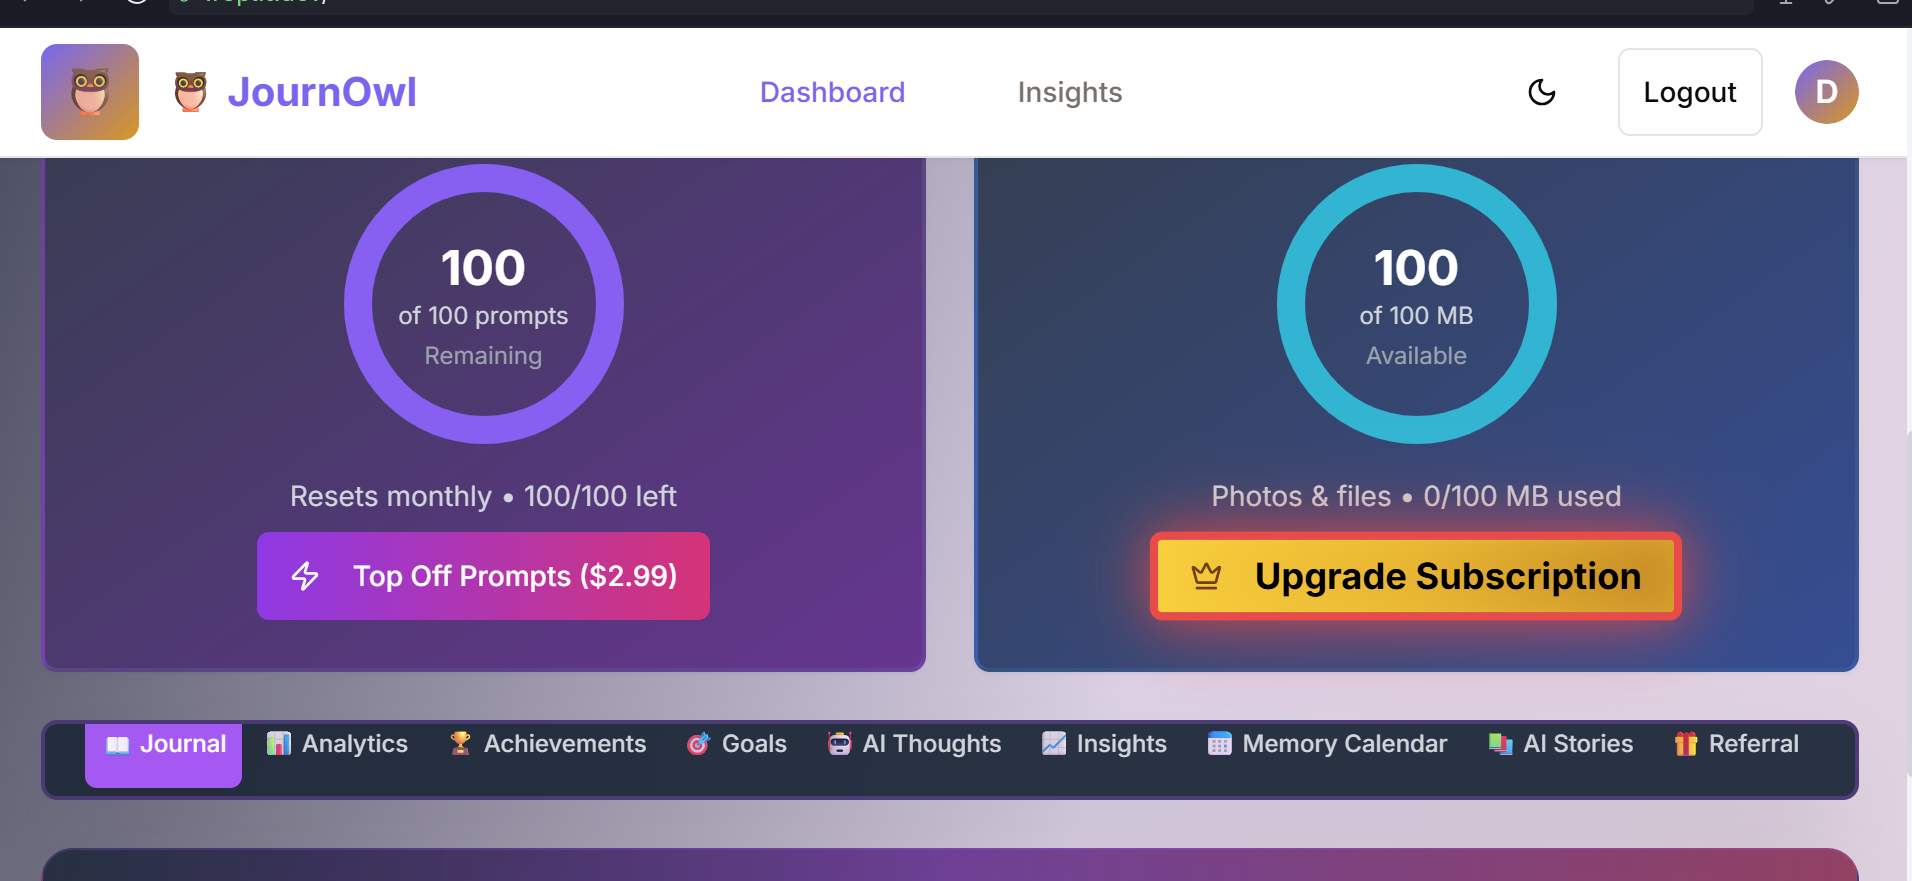 JournOwl
Dashboard
Insights
Logout
D
100
of 100 prompts
Remaining
Resets monthly • 100/100 left
Top Off Prompts ($2.99)
100
of 100 MB
Available
Photos & files • 0/100 MB used
Upgrade Subscription
Journal
Analytics
Achievements
Goals
AI Thoughts
Insights
Memory Calendar
AI Stories
Referral